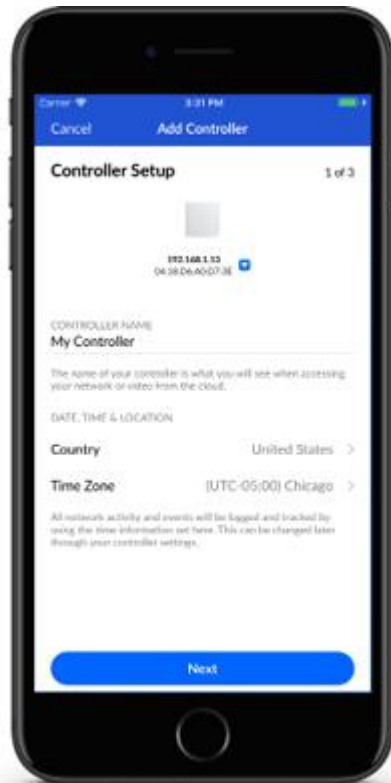 Carrier 3:31 PM
Cancel Add Controller
Controller Setup 1 of 3
192.168.1.13
04:18:D6:A0:D7:3E
CONTROLLER NAME
My Controller
The name of your controller is what you will see when accessing
your network or video from the cloud.
DATE, TIME & LOCATION
Country United States >
Time Zone (UTC-05:00) Chicago >
All network activity and events will be logged and tracked by
using the time information set here. This can be changed later
through your controller settings.
Next